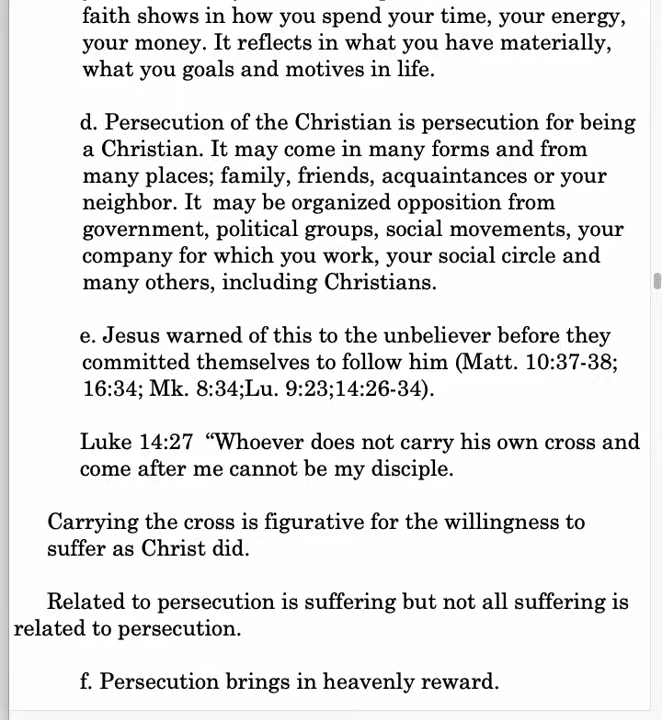 faith shows in how you spend your time, your energy,
your money. It reflects in what you have materially,
what you goals and motives in life.
d. Persecution of the Christian is persecution for being
a Christian. It may come in many forms and from
many places; family, friends, acquaintances or your
neighbor. It  may be organized opposition from
government, political groups, social movements, your
company for which you work, your social circle and
many others, including Christians.
e. Jesus warned of this to the unbeliever before they
committed themselves to follow him (Matt. 10:37-38;
16:34; Mk. 8:34;Lu. 9:23;14:26-34).
Luke 14:27  “Whoever does not carry his own cross and
come after me cannot be my disciple.
Carrying the cross is figurative for the willingness to
suffer as Christ did.
Related to persecution is suffering but not all suffering is
related to persecution.
f. Persecution brings in heavenly reward.